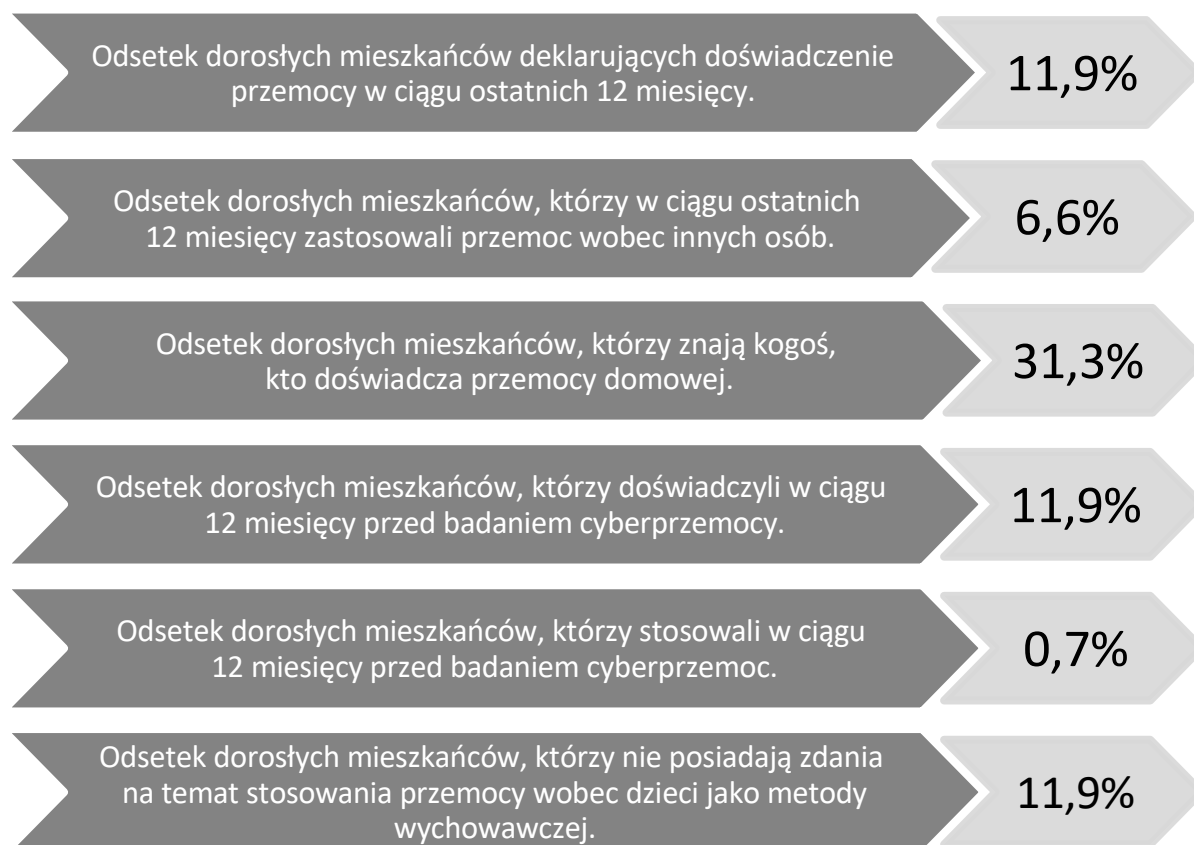 Odsetek dorosłych mieszkańców deklarujących doświadczenie
przemocy w ciągu ostatnich 12 miesięcy.
11,9%
Odsetek dorosłych mieszkańców, którzy w ciągu ostatnich
12 miesięcy zastosowali przemoc wobec innych osób.
6,6%
Odsetek dorosłych mieszkańców, którzy znają kogoś,
kto doświadcza przemocy domowej.
31,3%
Odsetek dorosłych mieszkańców, którzy doświadczyli w ciągu
12 miesięcy przed badaniem cyberprzemocy.
11,9%
Odsetek dorosłych mieszkańców, którzy stosowali w ciągu
12 miesięcy przed badaniem cyberprzemoc.
0,7%
Odsetek dorosłych mieszkańców, którzy nie posiadają zdania
na temat stosowania przemocy wobec dzieci jako metody
wychowawczej.
11,9%